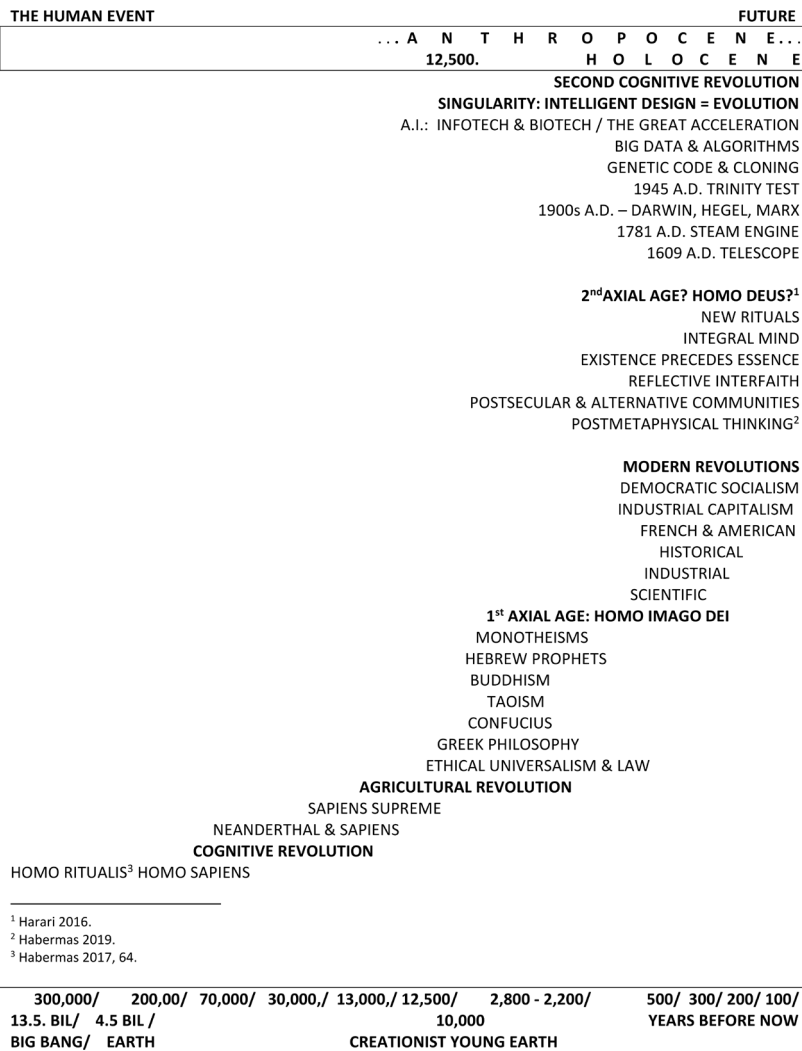 THE HUMAN EVENT FUTURE
... A N T H R O P O C E N E ...
12,500. H O L O C E N E
SECOND COGNITIVE REVOLUTION
SINGULARITY: INTELLIGENT DESIGN = EVOLUTION
A.I.: INFOTECH & BIOTECH / THE GREAT ACCELERATION
BIG DATA & ALGORITHMS
GENETIC CODE & CLONING
1945 A.D. TRINITY TEST
1900s A.D. – DARWIN, HEGEL, MARX
1781 A.D. STEAM ENGINE
1609 A.D. TELESCOPE
2ndAXIAL AGE? HOMO DEUS?1
NEW RITUALS
INTEGRAL MIND
EXISTENCE PRECEDES ESSENCE
REFLECTIVE INTERFAITH
POSTSECULAR & ALTERNATIVE COMMUNITIES
POSTMETAPHYSICAL THINKING2
MODERN REVOLUTIONS
DEMOCRATIC SOCIALISM
INDUSTRIAL CAPITALISM
FRENCH & AMERICAN
HISTORICAL
INDUSTRIAL
SCIENTIFIC
1st AXIAL AGE: HOMO IMAGO DEI
MONOTHEISMS
HEBREW PROPHETS
BUDDHISM
TAOISM
CONFUCIUS
GREEK PHILOSOPHY
ETHICAL UNIVERSALISM & LAW
AGRICULTURAL REVOLUTION
SAPIENS SUPREME
NEANDERTHAL & SAPIENS
COGNITIVE REVOLUTION
HOMO RITUALIS3 HOMO SAPIENS
1 Harari 2016.
2 Habermas 2019.
3 Habermas 2017, 64.
300,000/ 200,00/ 70,000/ 30,000,/ 13,000,/ 12,500/ 2,800 - 2,200/ 500/ 300/ 200/ 100/
13.5. BIL/ 4.5 BIL / 10,000 YEARS BEFORE NOW
BIG BANG/ EARTH CREATIONIST YOUNG EARTH